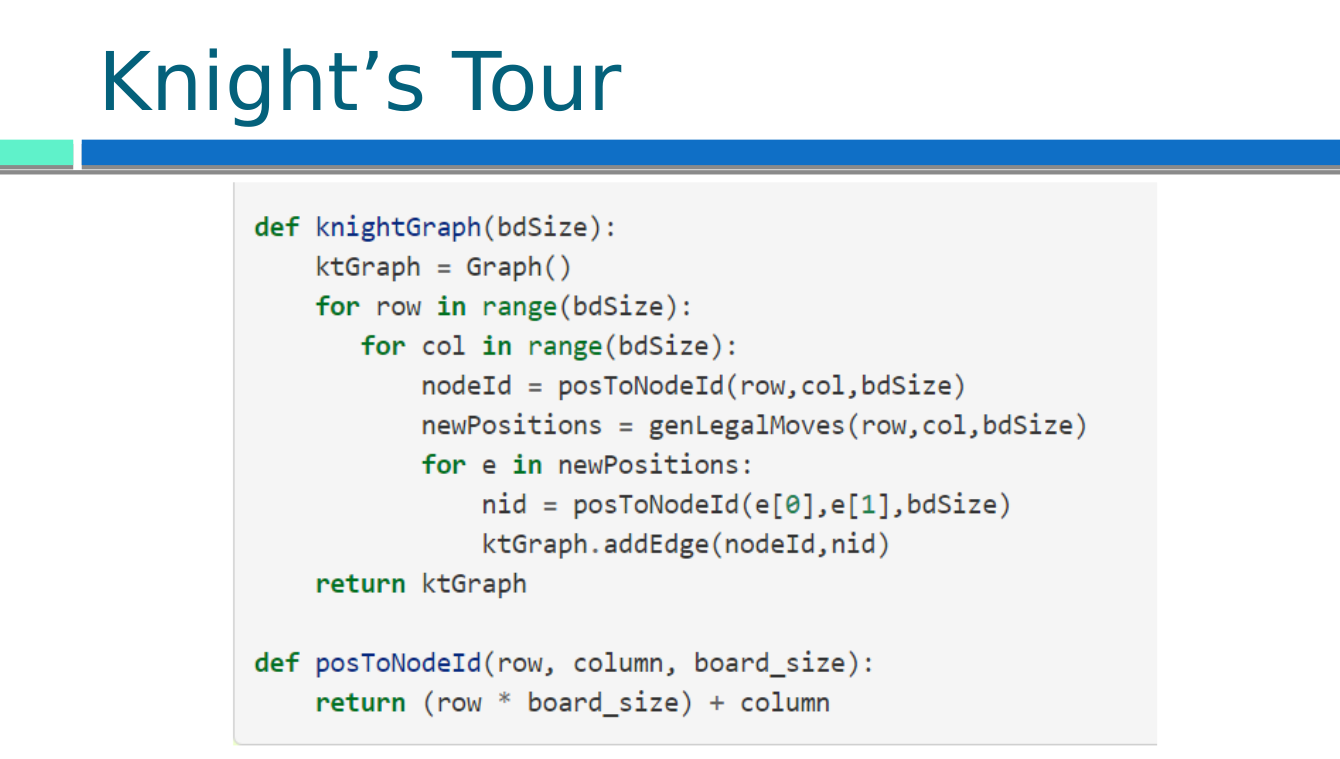 Knight’s Tour
def knightGraph(bdSize):
    ktGraph = Graph()
    for row in range(bdSize):
       for col in range(bdSize):
           nodeId = posToNodeId(row,col,bdSize)
           newPositions = genLegalMoves(row,col,bdSize)
           for e in newPositions:
               nid = posToNodeId(e[0],e[1],bdSize)
               ktGraph.addEdge(nodeId,nid)
    return ktGraph
def posToNodeId(row, column, board_size):
    return (row * board_size) + column